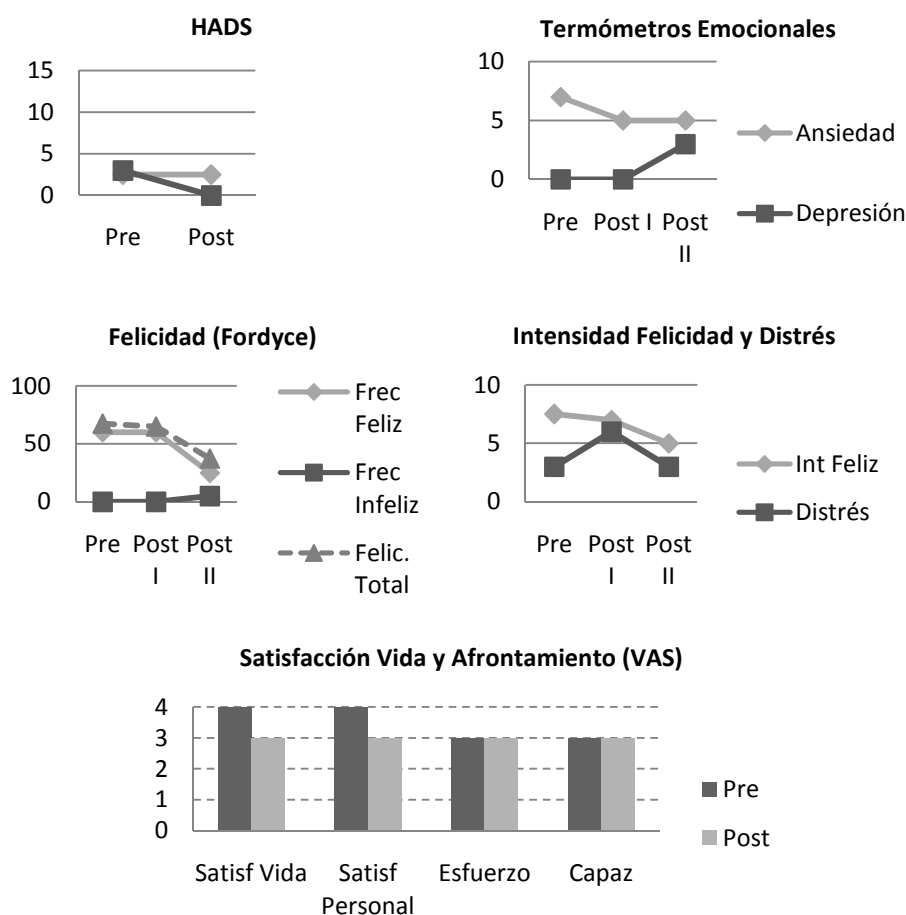 HADS
15
10
5
0
Pre Post
Termómetros Emocionales
10
5
0
Pre Post I Post
II
Ansiedad
Depresión
Felicidad (Fordyce)
100
50
0
Pre Post Post
I II
Frec
Feliz
Frec
Infeliz
Felic.
Total
Intensidad Felicidad y Distrés
10
5
0
Pre Post Post
I II
Int Feliz
Distrés
Satisfacción Vida y Afrontamiento (VAS)
4
3
2
1
0
Satisf Vida Satisf Esfuerzo Capaz
Personal
Pre
Post